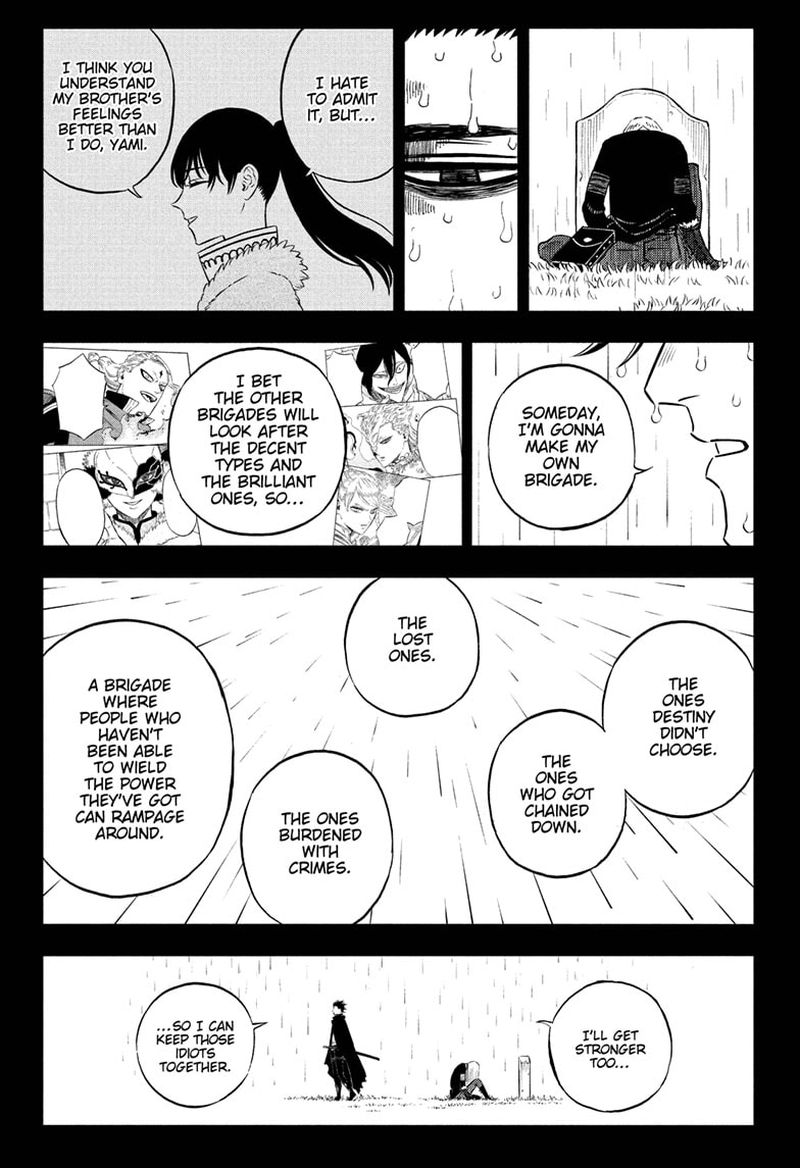 I HATE
TO ADMIT
IT, BUT...
I THINK YOU
UNDERSTAND
MY BROTHER'S
FEELINGS
BETTER THAN
I DO, YAMI.
SOMEDAY,
I'M GONNA
MAKE MY
OWN
BRIGADE.
I BET
THE OTHER
BRIGADES WILL
LOOK AFTER
THE DECENT
TYPES AND
THE BRILLIANT
ONES, SO...
THE
ONES
DESTINY
DIDN'T
CHOOSE.
THE
ONES
WHO GOT
CHAINED
DOWN.
THE
LOST
ONES.
THE ONES
BURDENED
WITH
CRIMES.
A BRIGADE
WHERE
PEOPLE WHO
HAVEN'T
BEEN ABLE
TO WIELD
THE POWER
THEY'VE GOT
CAN RAMPAGE
AROUND.
I'LL GET
STRONGER
TOO...
...SO I CAN
KEEP THOSE
IDIOTS
TOGETHER.